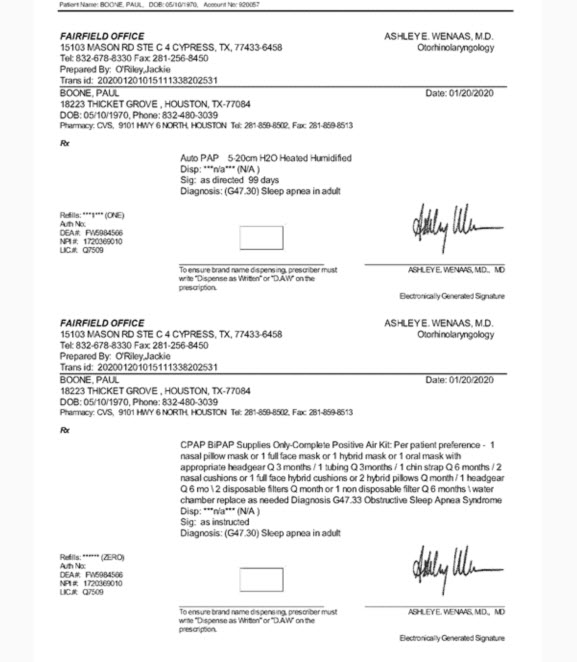 Patient Name: BOONE, PAUL, DOB: 05/10/1970, Account No: 920057
FAIRFIELD OFFICE
ASHLEY E. WENAAS, M.D.
15103 MASON RD STE C 4 CYPRESS, TX, 77433-6458
Otorhinolaryngology
Tel: 832-678-8330 Fax: 281-256-8450
Prepared By: O'Riley,Jackie
Trans id: 202001201015111338202531
BOONE, PAUL
Date: 01/20/2020
18223 THICKET GROVE , HOUSTON, TX-77084
DOB: 05/10/1970, Phone: 832-480-3039
Pharmacy: CVS, 9101 HWY 6 NORTH, HOUSTON Tel: 281-859-8502, Fax: 281-859-8513
Rx
Auto PAP 5-20cm H2O Heated Humidified
Disp: ***n/a*** (N/A )
Sig: as directed 99 days
Diagnosis: (G47.30) Sleep apnea in adult
Refills: ***1*** (ONE)
Auth No:
DEA#: FW5984566
NPI #: 1720369010
LIC.#: Q7509
To ensure brand name dispensing, prescriber must
write "Dispense as Written" or "D.A.W" on the
prescription.
ASHLEY E. WENAAS, M.D., MD
Electronically Generated Signature
FAIRFIELD OFFICE
ASHLEY E. WENAAS, M.D.
15103 MASON RD STE C 4 CYPRESS, TX, 77433-6458
Otorhinolaryngology
Tel: 832-678-8330 Fax: 281-256-8450
Prepared By: O'Riley,Jackie
Trans id: 202001201015111338202531
BOONE, PAUL
Date: 01/20/2020
18223 THICKET GROVE , HOUSTON, TX-77084
DOB: 05/10/1970, Phone: 832-480-3039
Pharmacy: CVS, 9101 HWY 6 NORTH, HOUSTON Tel: 281-859-8502, Fax: 281-859-8513
Rx
CPAP BiPAP Supplies Only-Complete Positive Air Kit: Per patient preference - 1
nasal pillow mask or 1 full face mask or 1 hybrid mask or 1 oral mask with
appropriate headgear Q 3 months / 1 tubing Q 3months / 1 chin strap Q 6 months / 2
nasal cushions or 1 full face hybrid cushions or 2 hybrid pillows Q month / 1 headgear
Q 6 mo \ 2 disposable filters Q month or 1 non disposable filter Q 6 months \ water
chamber replace as needed Diagnosis G47.33 Obstructive Sleep Apnea Syndrome
Disp: ***n/a*** (N/A )
Sig: as instructed
Diagnosis: (G47.30) Sleep apnea in adult
Refills: ****** (ZERO)
Auth No:
DEA#: FW5984566
NPI #: 1720369010
LIC.#: Q7509
To ensure brand name dispensing, prescriber must
write "Dispense as Written" or "D.A.W" on the
prescription.
ASHLEY E. WENAAS, M.D., MD
Electronically Generated Signature